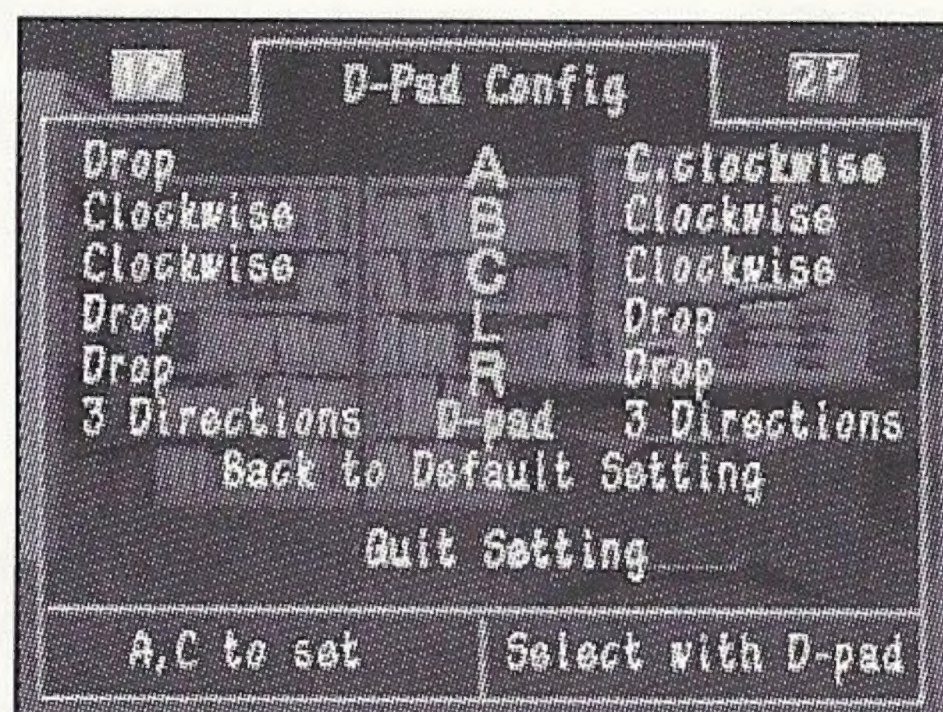 1P D-Pad Config 2P
Drop A C.clockwise
Clockwise B Clockwise
Clockwise C Clockwise
Drop L Drop
Drop R Drop
3 Directions D-pad 3 Directions
Back to Default Setting
Quit Setting
A,C to set Select with D-pad